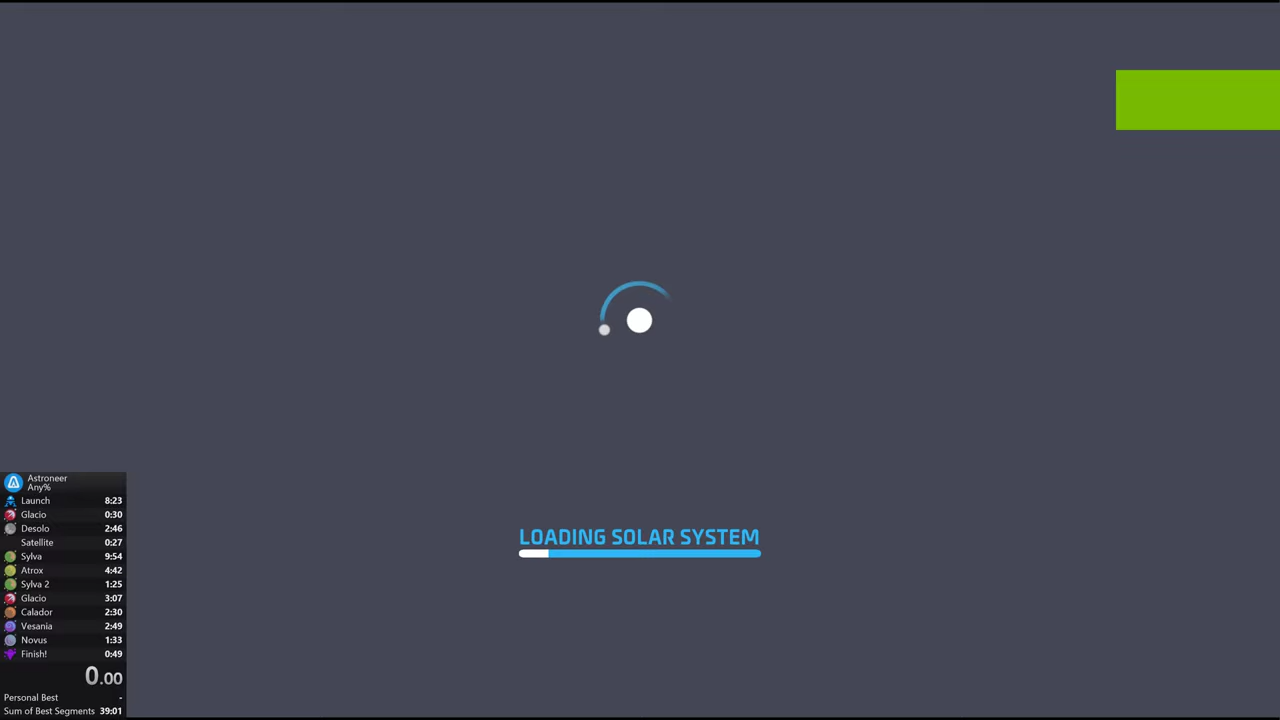 LOADING SOLAR SYSTEM
Astroneer
Any%
Launch 8:23
Glacio 0:30
Desolo 2:46
Satellite 0:27
Sylva 9:54
Atrox 4:42
Sylva 2 1:25
Glacio 3:07
Calador 2:30
Vesania 2:49
Novus 1:33
Finish! 0:49
0.00
Personal Best -
Sum of Best Segments 39:01